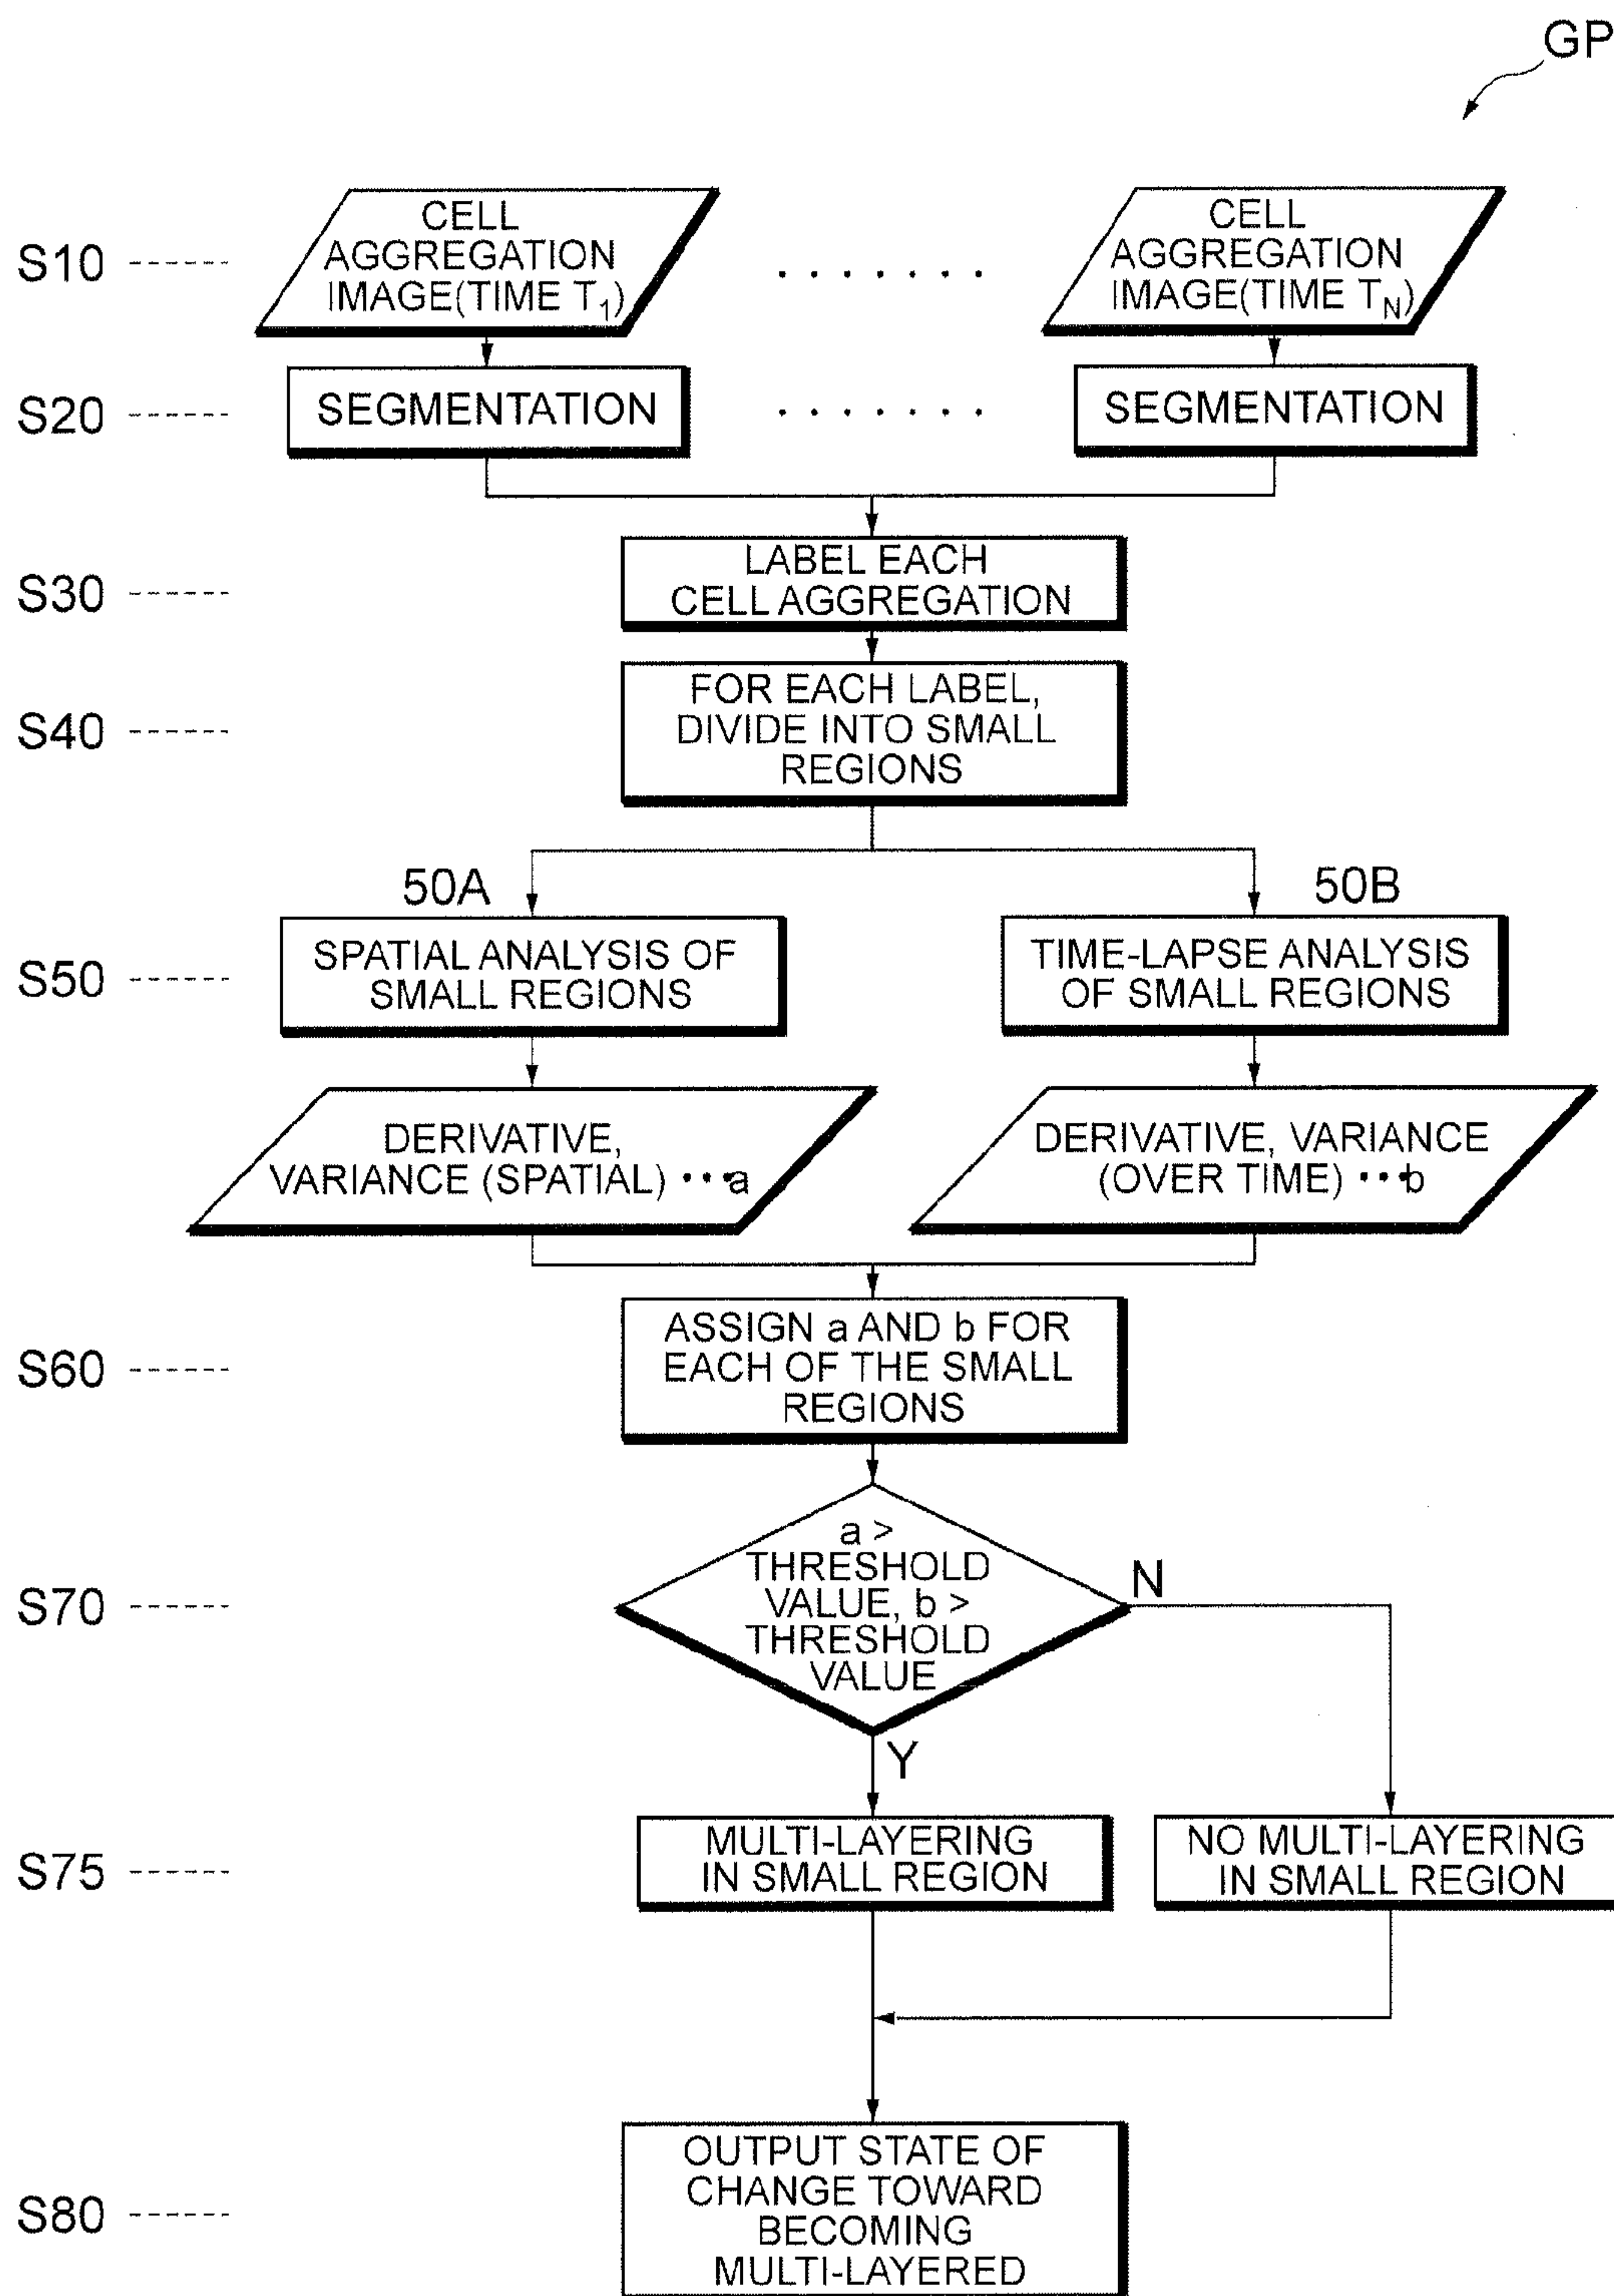 GP
S10 -----
CELL
AGGREGATION
IMAGE(TIME T₁)
.......
CELL
AGGREGATION
IMAGE(TIME T_N)
S20 -----
SEGMENTATION
.......
SEGMENTATION
S30 -----
LABEL EACH
CELL AGGREGATION
S40 -----
FOR EACH LABEL,
DIVIDE INTO SMALL
REGIONS
50A
50B
S50 -----
SPATIAL ANALYSIS OF
SMALL REGIONS
TIME-LAPSE ANALYSIS
OF SMALL REGIONS
DERIVATIVE,
VARIANCE (SPATIAL) ···a
DERIVATIVE, VARIANCE
(OVER TIME) ···b
S60 -----
ASSIGN a AND b FOR
EACH OF THE SMALL
REGIONS
S70 -----
a >
THRESHOLD
VALUE, b >
THRESHOLD
VALUE
N
Y
S75 -----
MULTI-LAYERING
IN SMALL REGION
NO MULTI-LAYERING
IN SMALL REGION
S80 -----
OUTPUT STATE OF
CHANGE TOWARD
BECOMING
MULTI-LAYERED